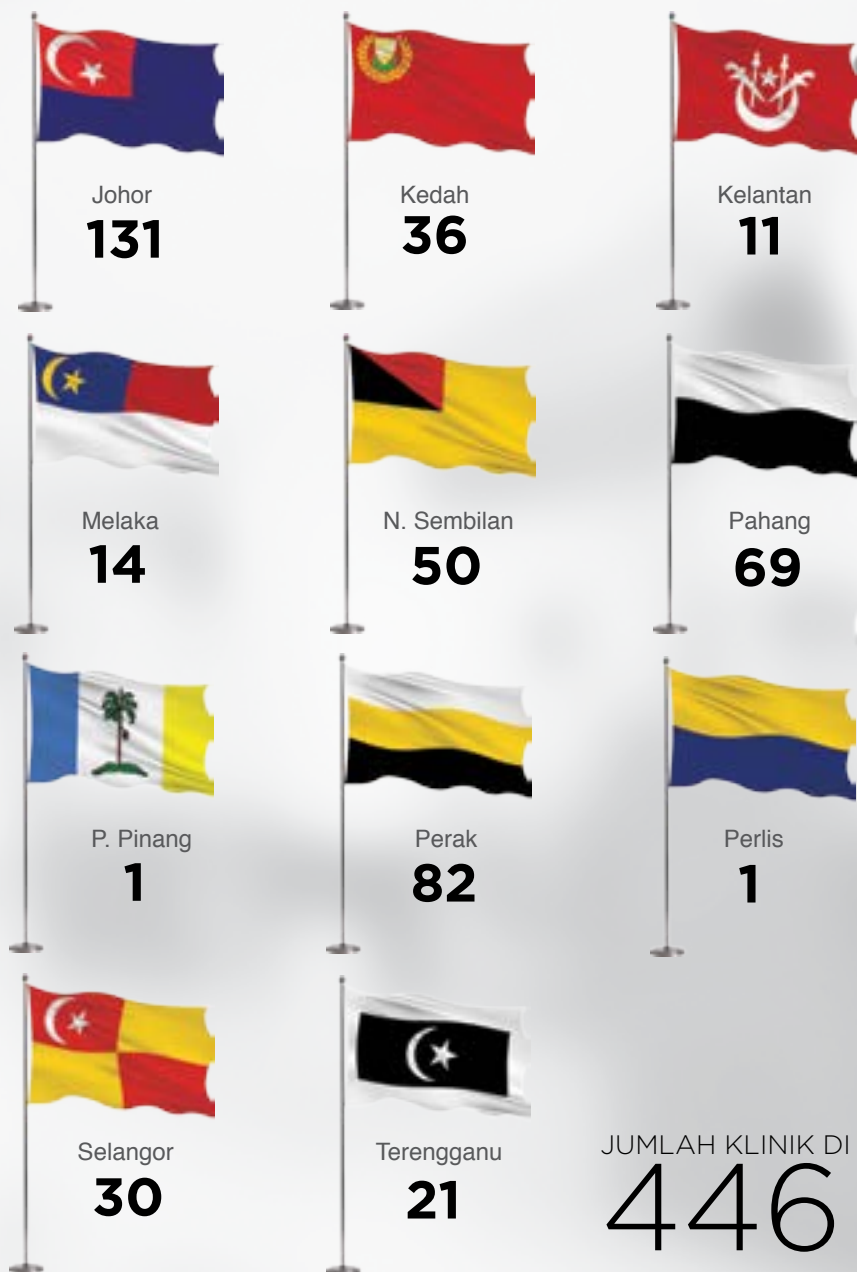 Johor
131
Kedah
36
Kelantan
11
Melaka
14
N. Sembilan
50
Pahang
69
P. Pinang
1
Perak
82
Perlis
1
Selangor
30
Terengganu
21
JUMLAH KLINIK DI
446